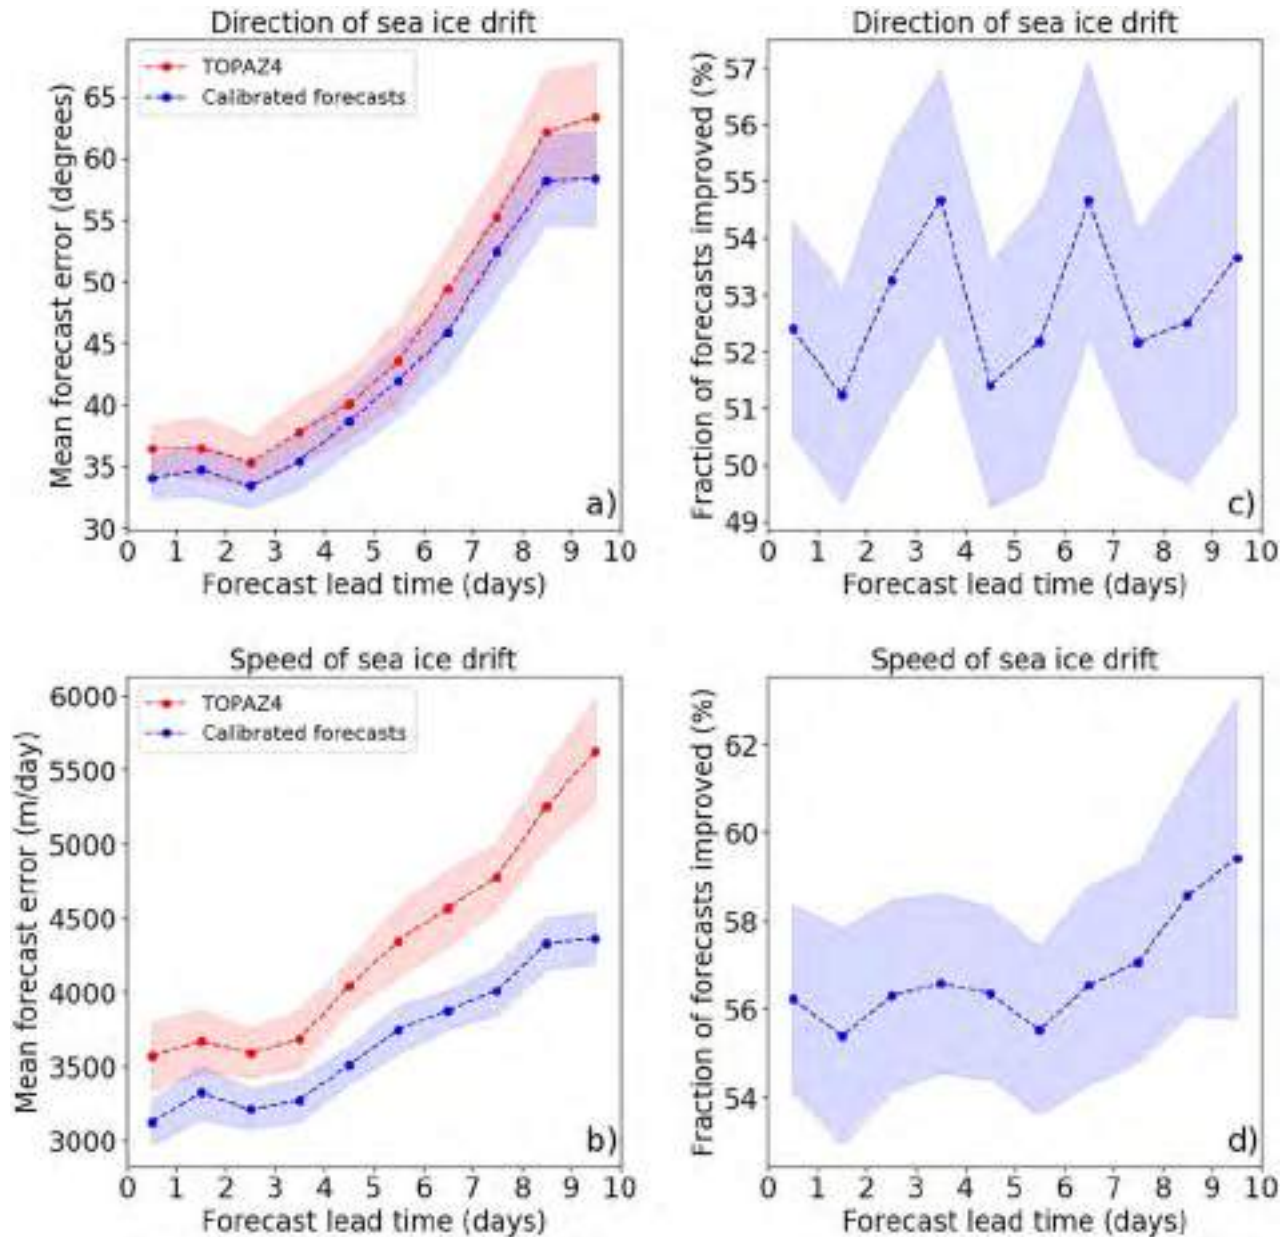 Direction of sea ice drift
TOPAZ4
Calibrated forecasts
Mean forecast error (degrees)
65
60
55
50
45
40
35
30
a)
0 1 2 3 4 5 6 7 8 9 10
Forecast lead time (days)
Direction of sea ice drift
Fraction of forecasts improved (%)
57
56
55
54
53
52
51
50
49
c)
0 1 2 3 4 5 6 7 8 9 10
Forecast lead time (days)
Speed of sea ice drift
TOPAZ4
Calibrated forecasts
Mean forecast error (m/day)
6000
5500
5000
4500
4000
3500
3000
b)
0 1 2 3 4 5 6 7 8 9 10
Forecast lead time (days)
Speed of sea ice drift
Fraction of forecasts improved (%)
62
60
58
56
54
d)
0 1 2 3 4 5 6 7 8 9 10
Forecast lead time (days)